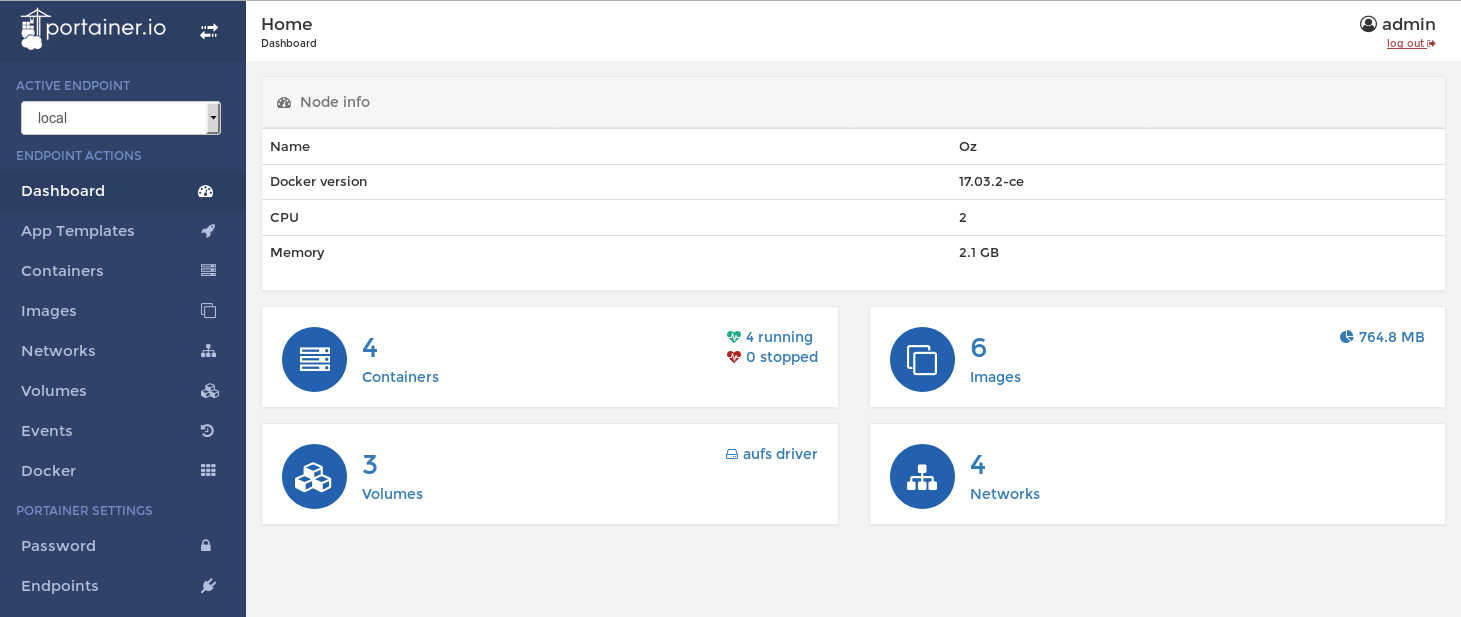 portainer.io
ACTIVE ENDPOINT
local
ENDPOINT ACTIONS
Dashboard
App Templates
Containers
Images
Networks
Volumes
Events
Docker
PORTAINER SETTINGS
Password
Endpoints
Home
Dashboard
admin
log out
Node info
Name Oz
Docker version 17.03.2-ce
CPU 2
Memory 2.1 GB
4
Containers
4 running
0 stopped
6
Images
764.8 MB
3
Volumes
aufs driver
4
Networks